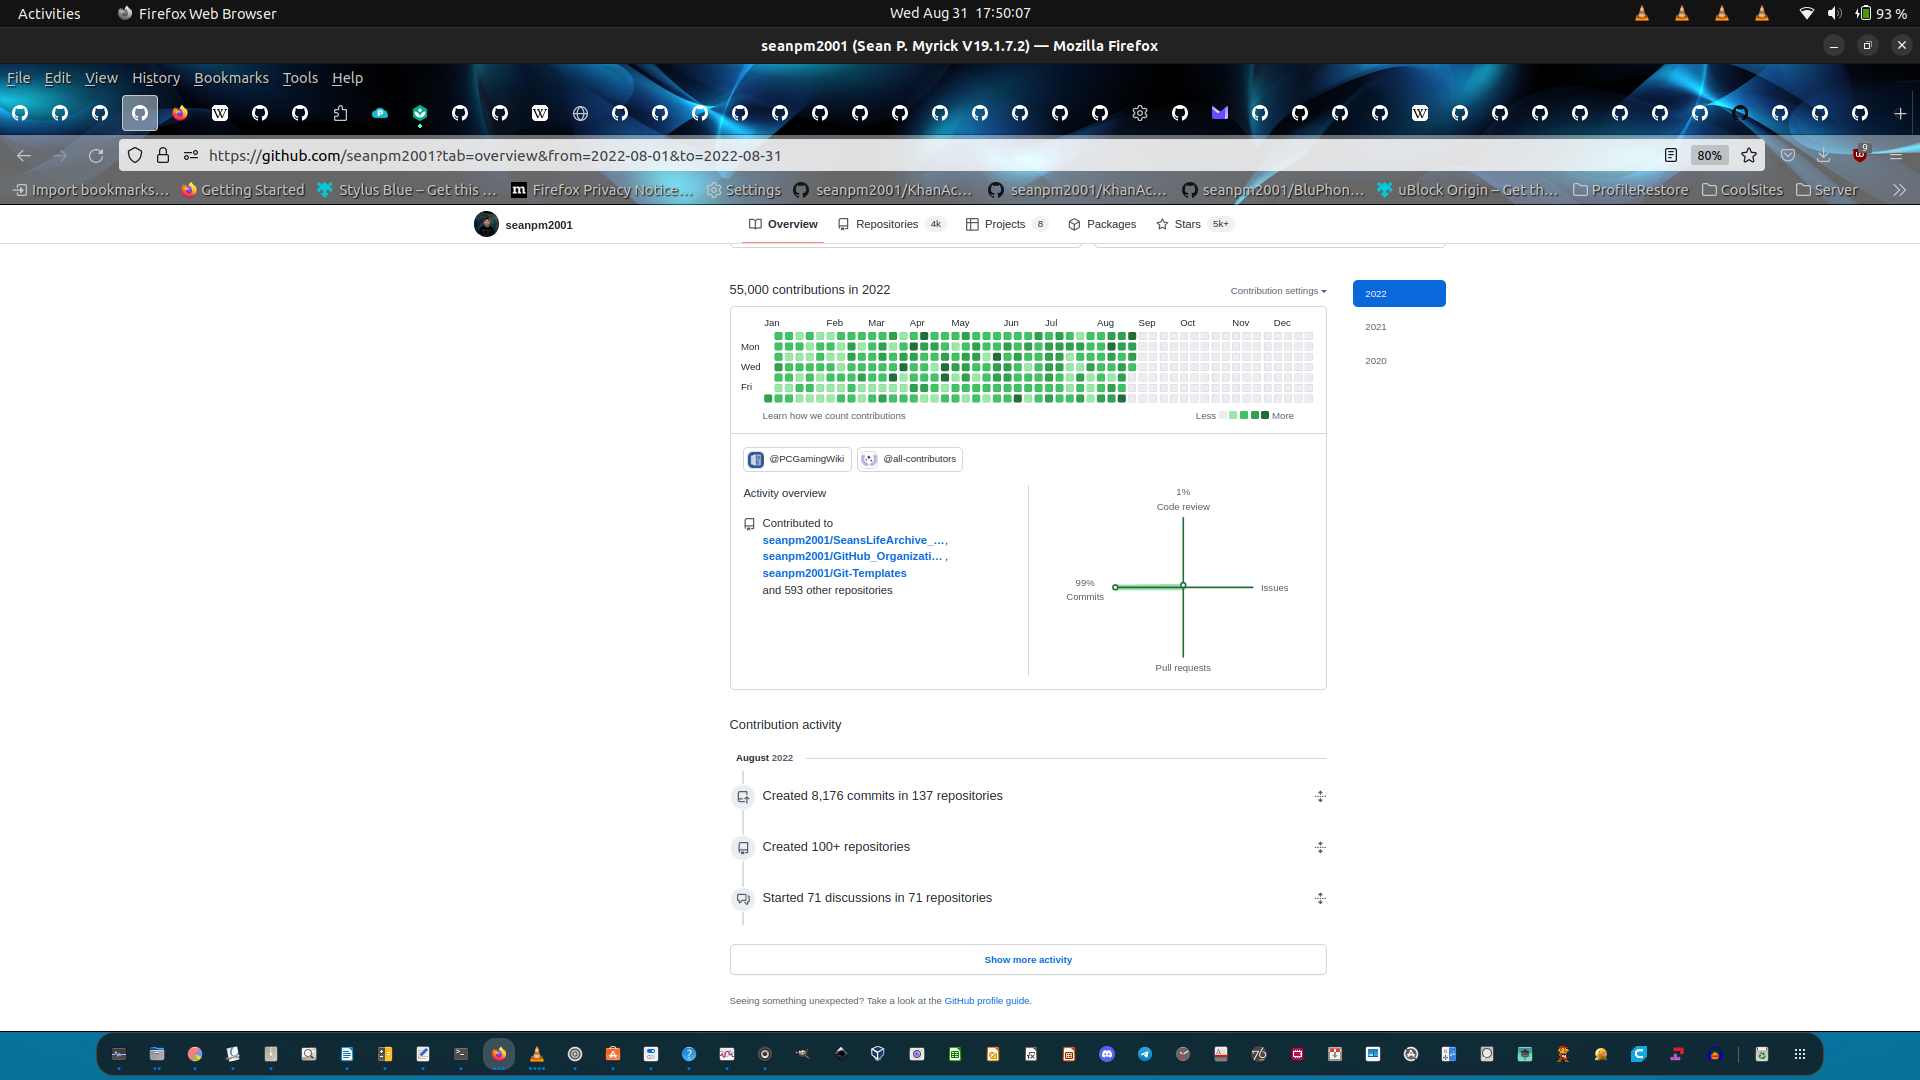 Activities
Firefox Web Browser
Wed Aug 31 17:50:07
93 %
seanpm2001 (Sean P. Myrick V19.1.7.2) — Mozilla Firefox
File Edit View History Bookmarks Tools Help
https://github.com/seanpm2001?tab=overview&from=2022-08-01&to=2022-08-31
80%
9
Import bookmarks…
Getting Started
Stylus Blue – Get this …
Firefox Privacy Notice…
Settings
seanpm2001/KhanAc…
seanpm2001/KhanAc…
seanpm2001/BluPhon…
uBlock Origin – Get th…
ProfileRestore
CoolSites
Server
seanpm2001
Overview
Repositories 4k
Projects 8
Packages
Stars 5k+
55,000 contributions in 2022
Contribution settings
2022
2021
2020
Jan Feb Mar Apr May Jun Jul Aug Sep Oct Nov Dec
Mon
Wed
Fri
Learn how we count contributions
Less
More
@PCGamingWiki
@all-contributors
Activity overview
Contributed to
seanpm2001/SeansLifeArchive_…,
seanpm2001/GitHub_Organizati… ,
seanpm2001/Git-Templates
and 593 other repositories
1%
Code review
99%
Commits
Issues
Pull requests
Contribution activity
August 2022
Created 8,176 commits in 137 repositories
Created 100+ repositories
Started 71 discussions in 71 repositories
Show more activity
Seeing something unexpected? Take a look at the GitHub profile guide.